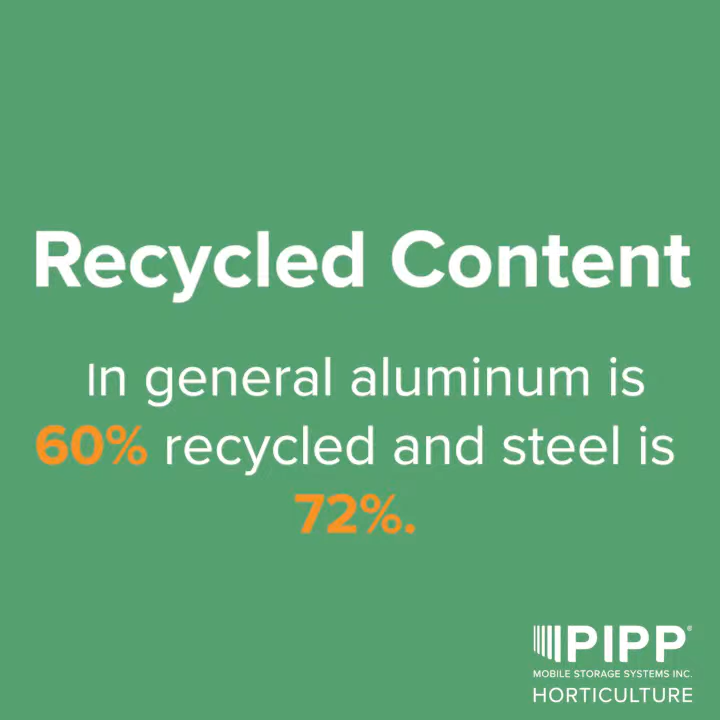 Recycled Content
In general aluminum is
60% recycled and steel is
72%.
PIPP®
MOBILE STORAGE SYSTEMS INC.
HORTICULTURE